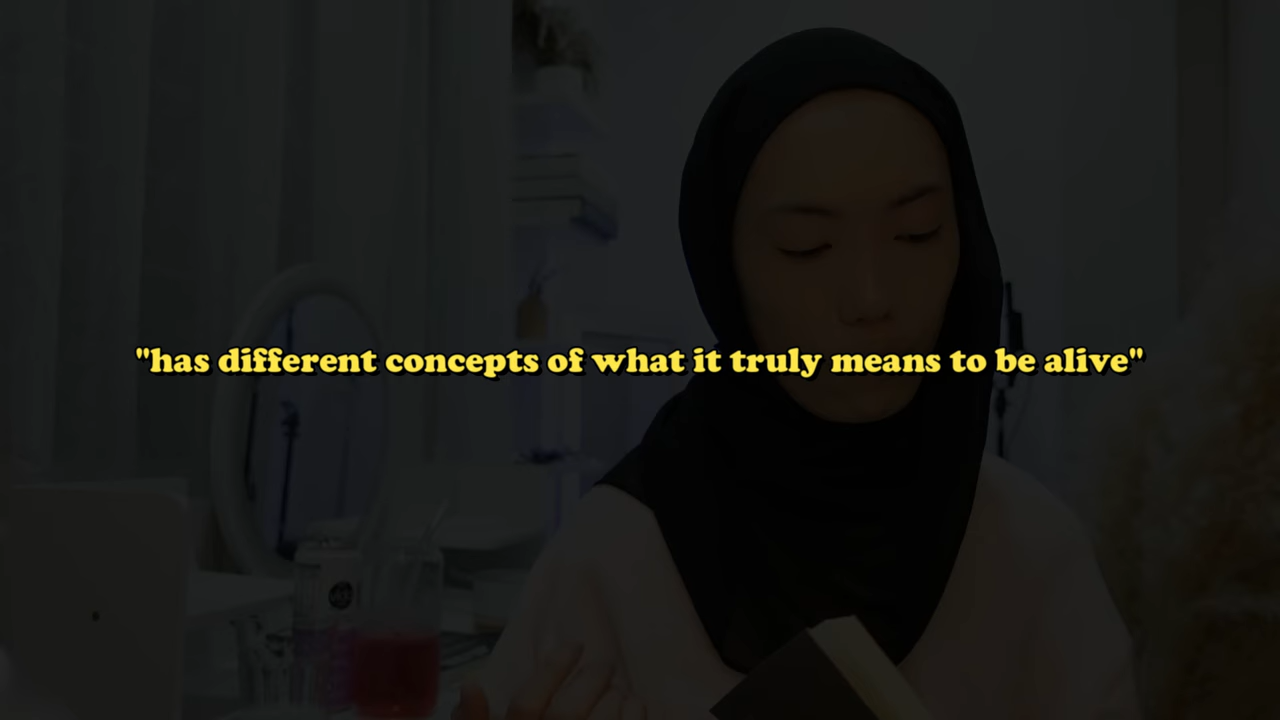 "has different concepts of what it truly means to be alive"